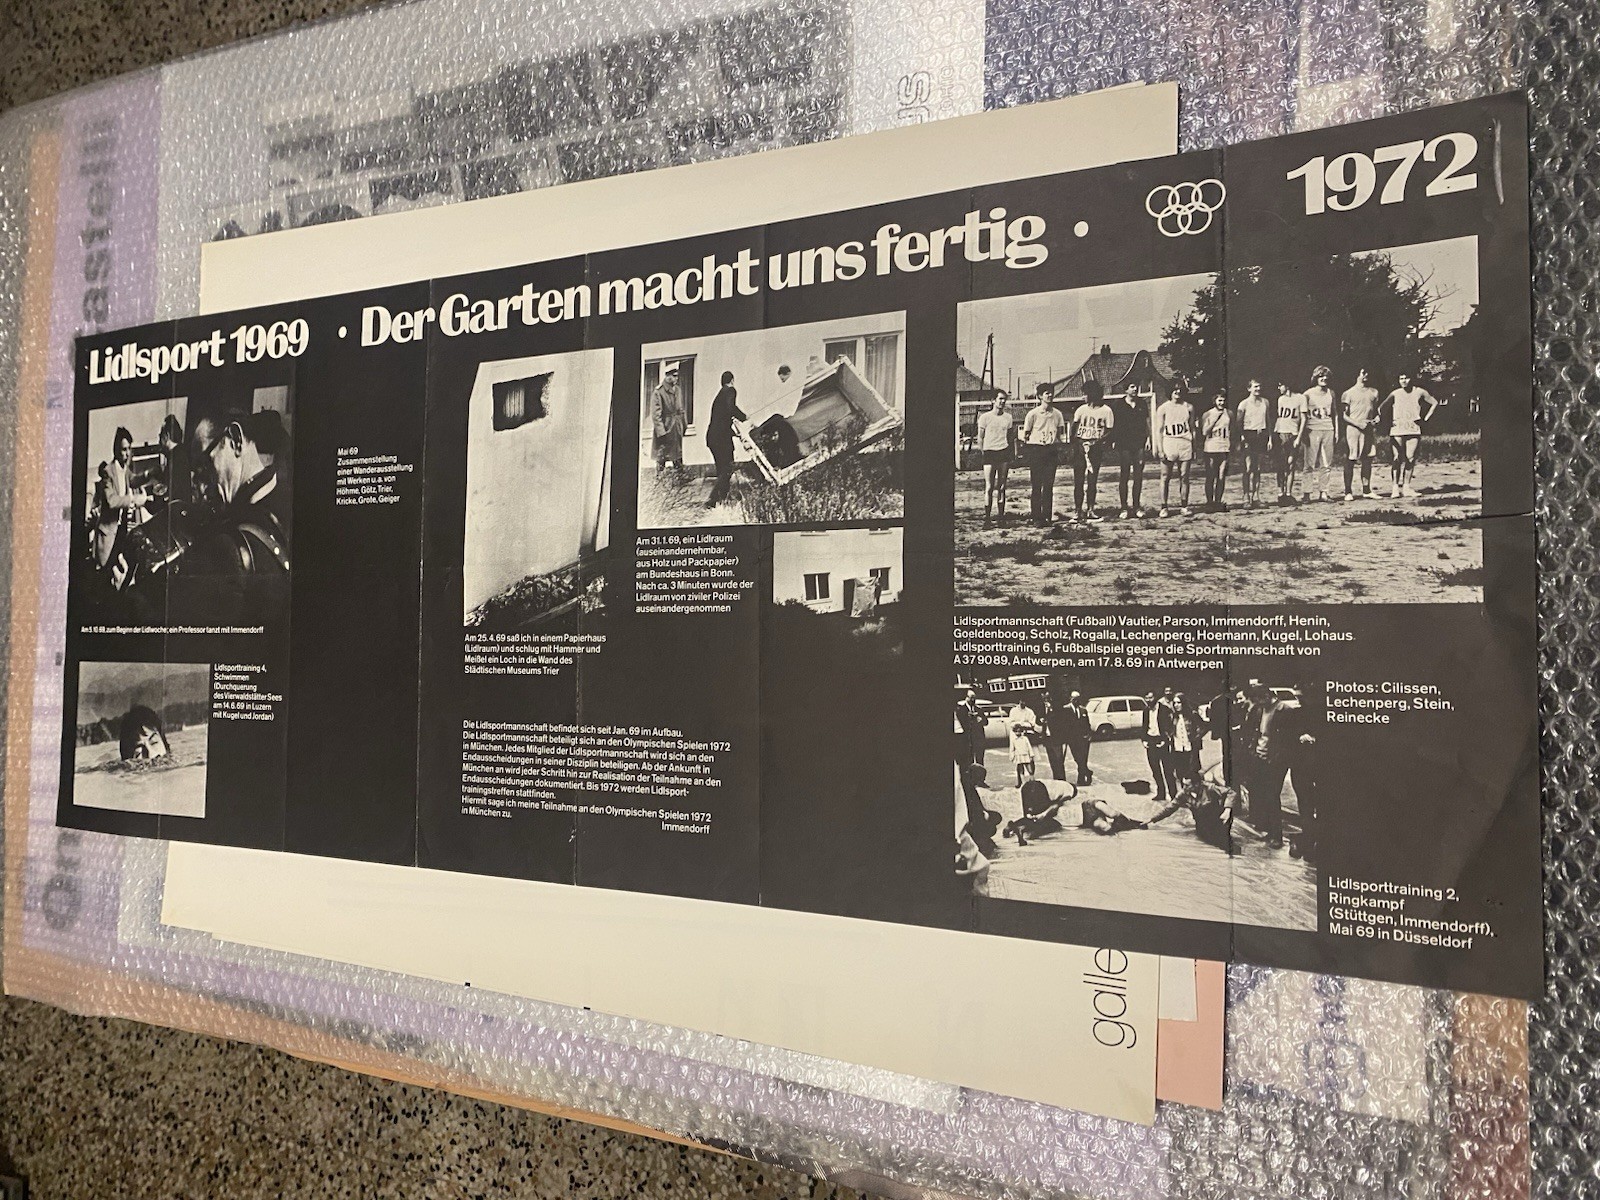 Lidlsport 1969 · Der Garten macht uns fertig · 1972
Am 5.10.68, zum Beginn der Lidlwoche; ein Professor tanzt mit Immendorff
Lidlsporttraining 4,
Schwimmen
(Durchquerung
des Vierwaldstätter Sees
am 14.6.69 in Luzern
mit Kugel und Jordan)
Mai 69
Zusammenstellung
einer Wanderausstellung
mit Werken u.a. von
Höhme, Götz, Trier,
Kricke, Grote, Geiger
Am 25.4.69 saß ich in einem Papierhaus
(Lidlraum) und schlug mit Hammer und
Meißel ein Loch in die Wand des
Städtischen Museums Trier
Am 31.1.69, ein Lidlraum
(auseinandernehmbar,
aus Holz und Packpapier)
am Bundeshaus in Bonn.
Nach ca. 3 Minuten wurde der
Lidlraum von ziviler Polizei
auseinandergenommen
Die Lidlsportmannschaft befindet sich seit Jan. 69 im Aufbau.
Die Lidlsportmannschaft beteiligt sich an den Olympischen Spielen 1972
in München. Jedes Mitglied der Lidlsportmannschaft wird sich an den
Endausscheidungen in seiner Disziplin beteiligen. Ab der Ankunft in
München an wird jeder Schritt hin zur Realisation der Teilnahme an den
Endausscheidungen dokumentiert. Bis 1972 werden Lidlsport-
trainingstreffen stattfinden.
Hiermit sage ich meine Teilnahme an den Olympischen Spielen 1972
in München zu.
Immendorff
LIDL
SPORT
LIDL
LIDL
Lidlsportmannschaft (Fußball) Vautier, Parson, Immendorff, Henin,
Goeldenboog, Scholz, Rogalla, Lechenperg, Hoemann, Kugel, Lohaus.
Lidlsporttraining 6, Fußballspiel gegen die Sportmannschaft von
A 37 90 89, Antwerpen, am 17.8.69 in Antwerpen
Photos: Cilissen,
Lechenperg, Stein,
Reinecke
Lidlsporttraining 2,
Ringkampf
(Stüttgen, Immendorff),
Mai 69 in Düsseldorf
galle